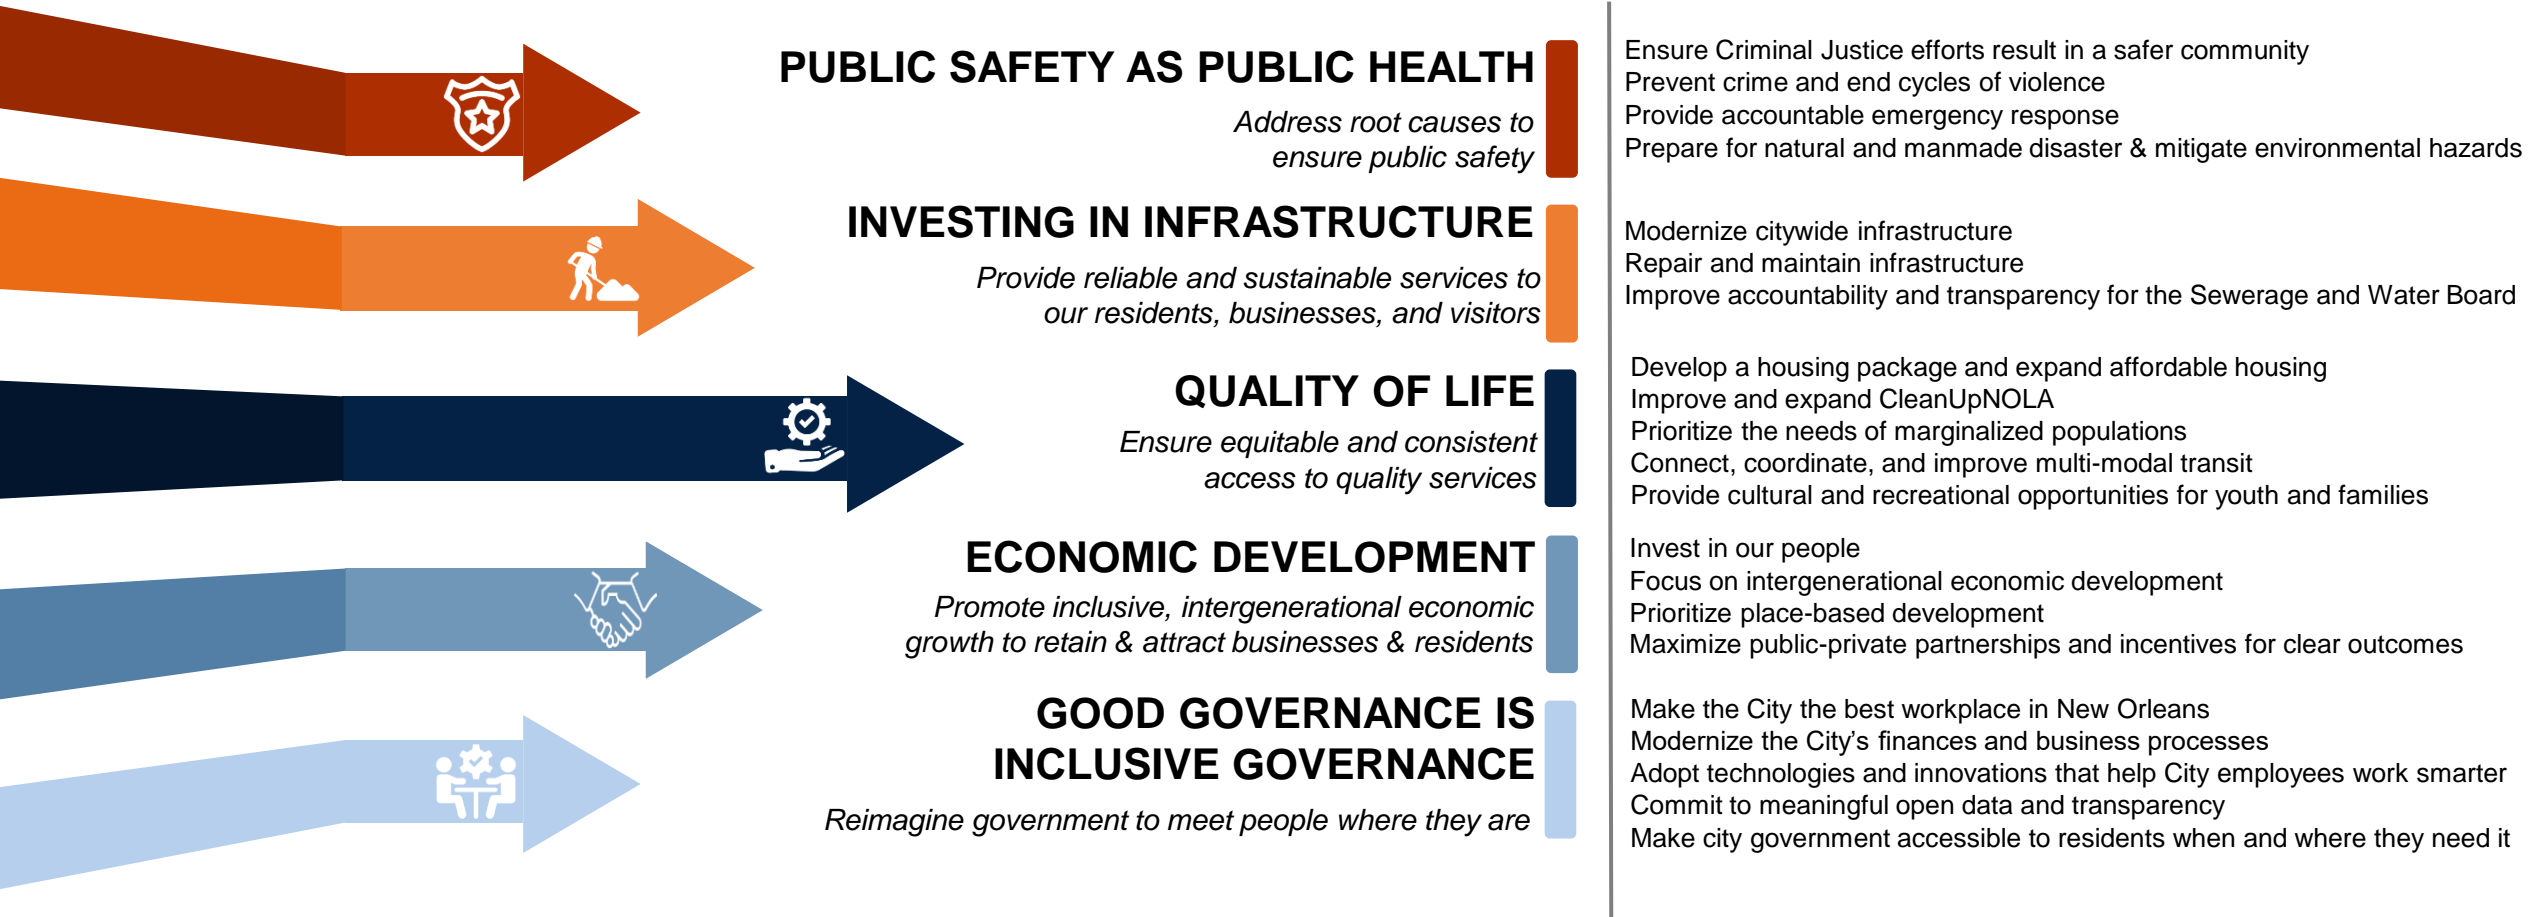 PUBLIC SAFETY AS PUBLIC HEALTH
Address root causes to
ensure public safety
Ensure Criminal Justice efforts result in a safer community
Prevent crime and end cycles of violence
Provide accountable emergency response
Prepare for natural and manmade disaster & mitigate environmental hazards
INVESTING IN INFRASTRUCTURE
Provide reliable and sustainable services to
our residents, businesses, and visitors
Modernize citywide infrastructure
Repair and maintain infrastructure
Improve accountability and transparency for the Sewerage and Water Board
QUALITY OF LIFE
Ensure equitable and consistent
access to quality services
Develop a housing package and expand affordable housing
Improve and expand CleanUpNOLA
Prioritize the needs of marginalized populations
Connect, coordinate, and improve multi-modal transit
Provide cultural and recreational opportunities for youth and families
ECONOMIC DEVELOPMENT
Promote inclusive, intergenerational economic
growth to retain & attract businesses & residents
Invest in our people
Focus on intergenerational economic development
Prioritize place-based development
Maximize public-private partnerships and incentives for clear outcomes
GOOD GOVERNANCE IS
INCLUSIVE GOVERNANCE
Reimagine government to meet people where they are
Make the City the best workplace in New Orleans
Modernize the City’s finances and business processes
Adopt technologies and innovations that help City employees work smarter
Commit to meaningful open data and transparency
Make city government accessible to residents when and where they need it